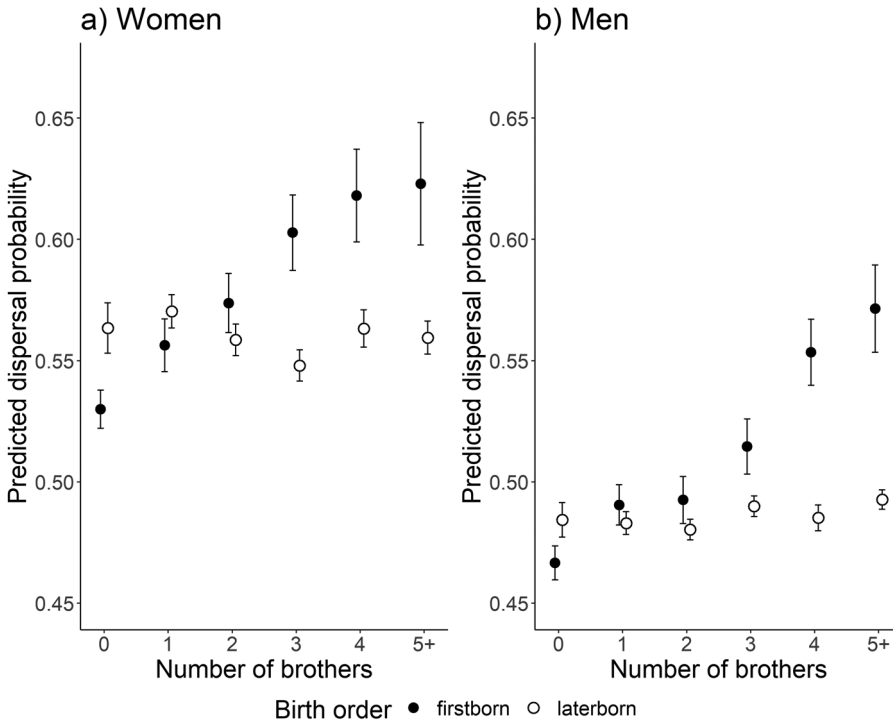 a) Women
Predicted dispersal probability
0.65
0.60
0.55
0.50
0.45
0 1 2 3 4 5+
Number of brothers
b) Men
Predicted dispersal probability
0.65
0.60
0.55
0.50
0.45
0 1 2 3 4 5+
Number of brothers
Birth order firstborn laterborn